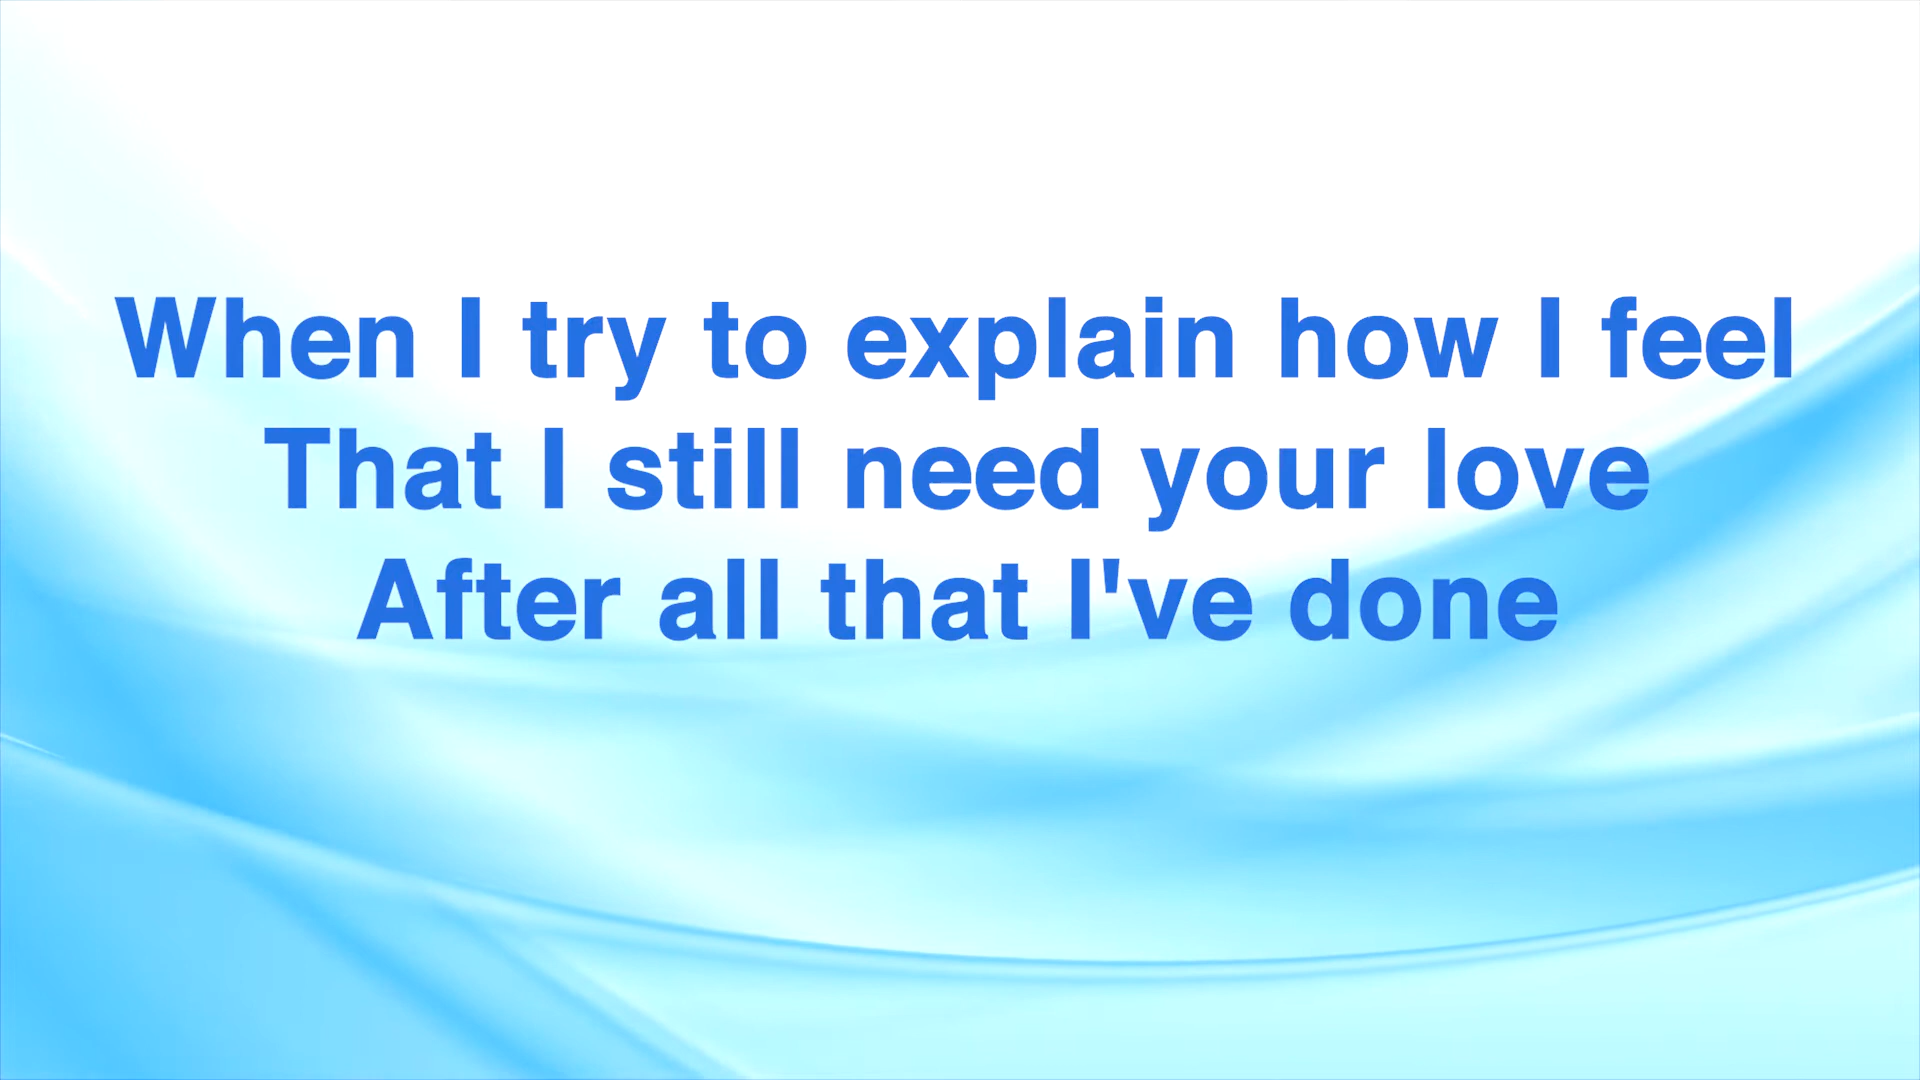 When I try to explain how I feel
That I still need your love
After all that I've done